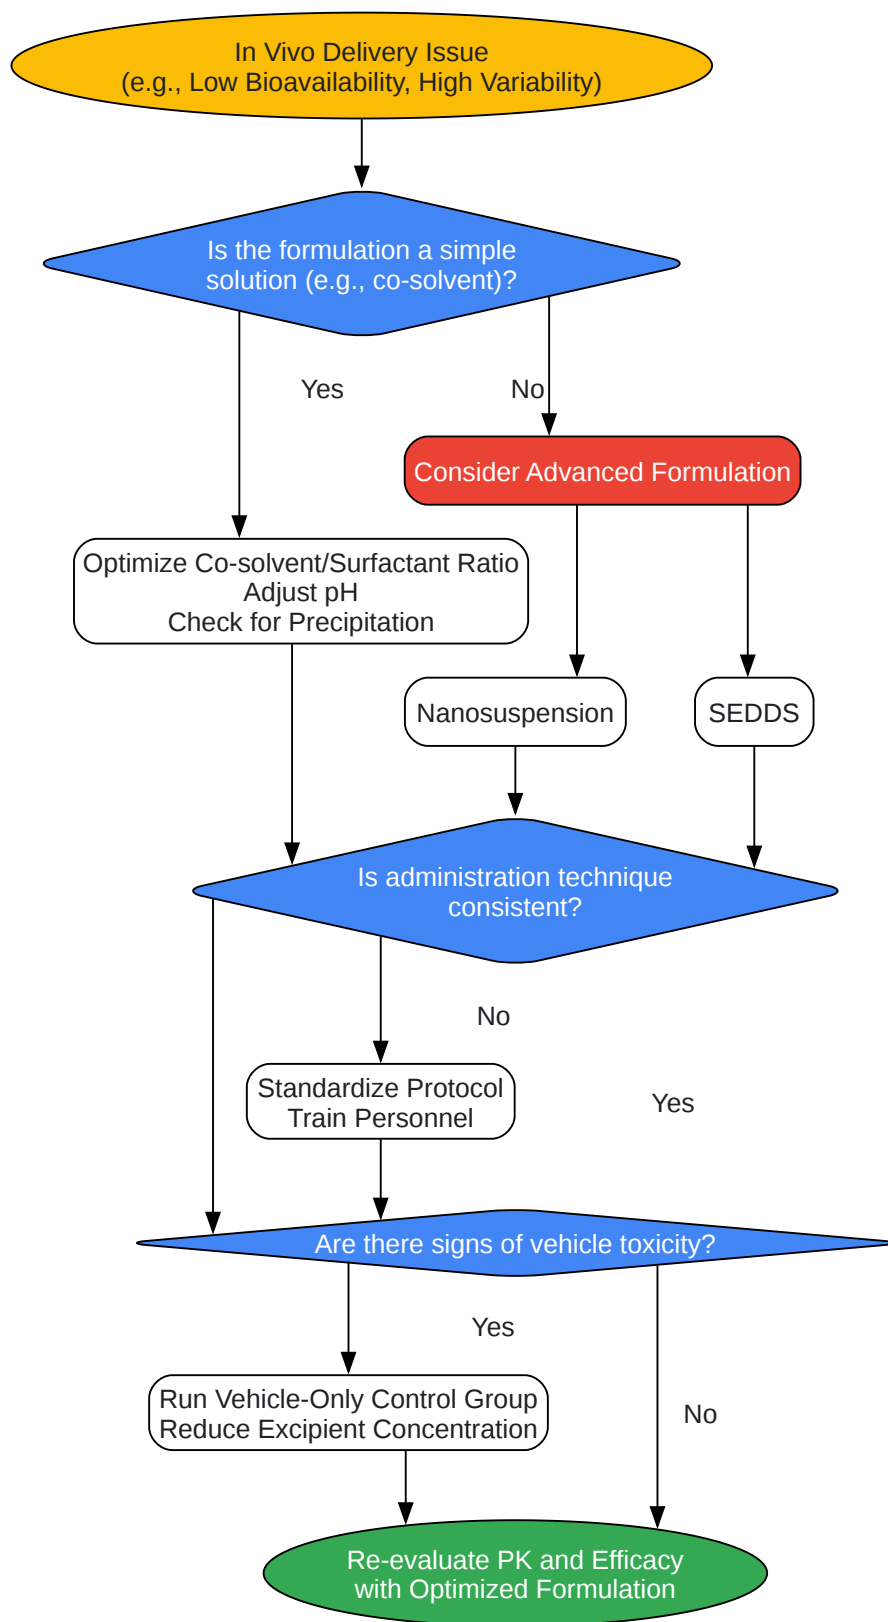 In Vivo Delivery Issue
(e.g., Low Bioavailability, High Variability)
Is the formulation a simple
solution (e.g., co-solvent)?
Yes
No
Consider Advanced Formulation
Optimize Co-solvent/Surfactant Ratio
Adjust pH
Check for Precipitation
Nanosuspension
SEDDS
Is administration technique
consistent?
No
Standardize Protocol
Train Personnel
Yes
Are there signs of vehicle toxicity?
Yes
Run Vehicle-Only Control Group
Reduce Excipient Concentration
No
Re-evaluate PK and Efficacy
with Optimized Formulation